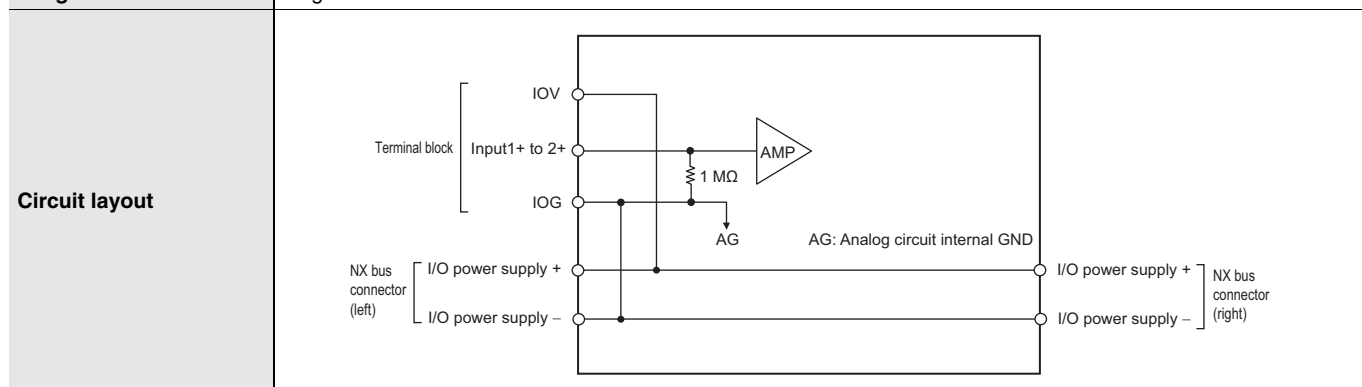 Circuit layout
IOV
Terminal block
Input1+ to 2+
AMP
1 MΩ
IOG
AG
AG: Analog circuit internal GND
NX bus
connector
(left)
I/O power supply +
I/O power supply –
I/O power supply +
I/O power supply –
NX bus
connector
(right)